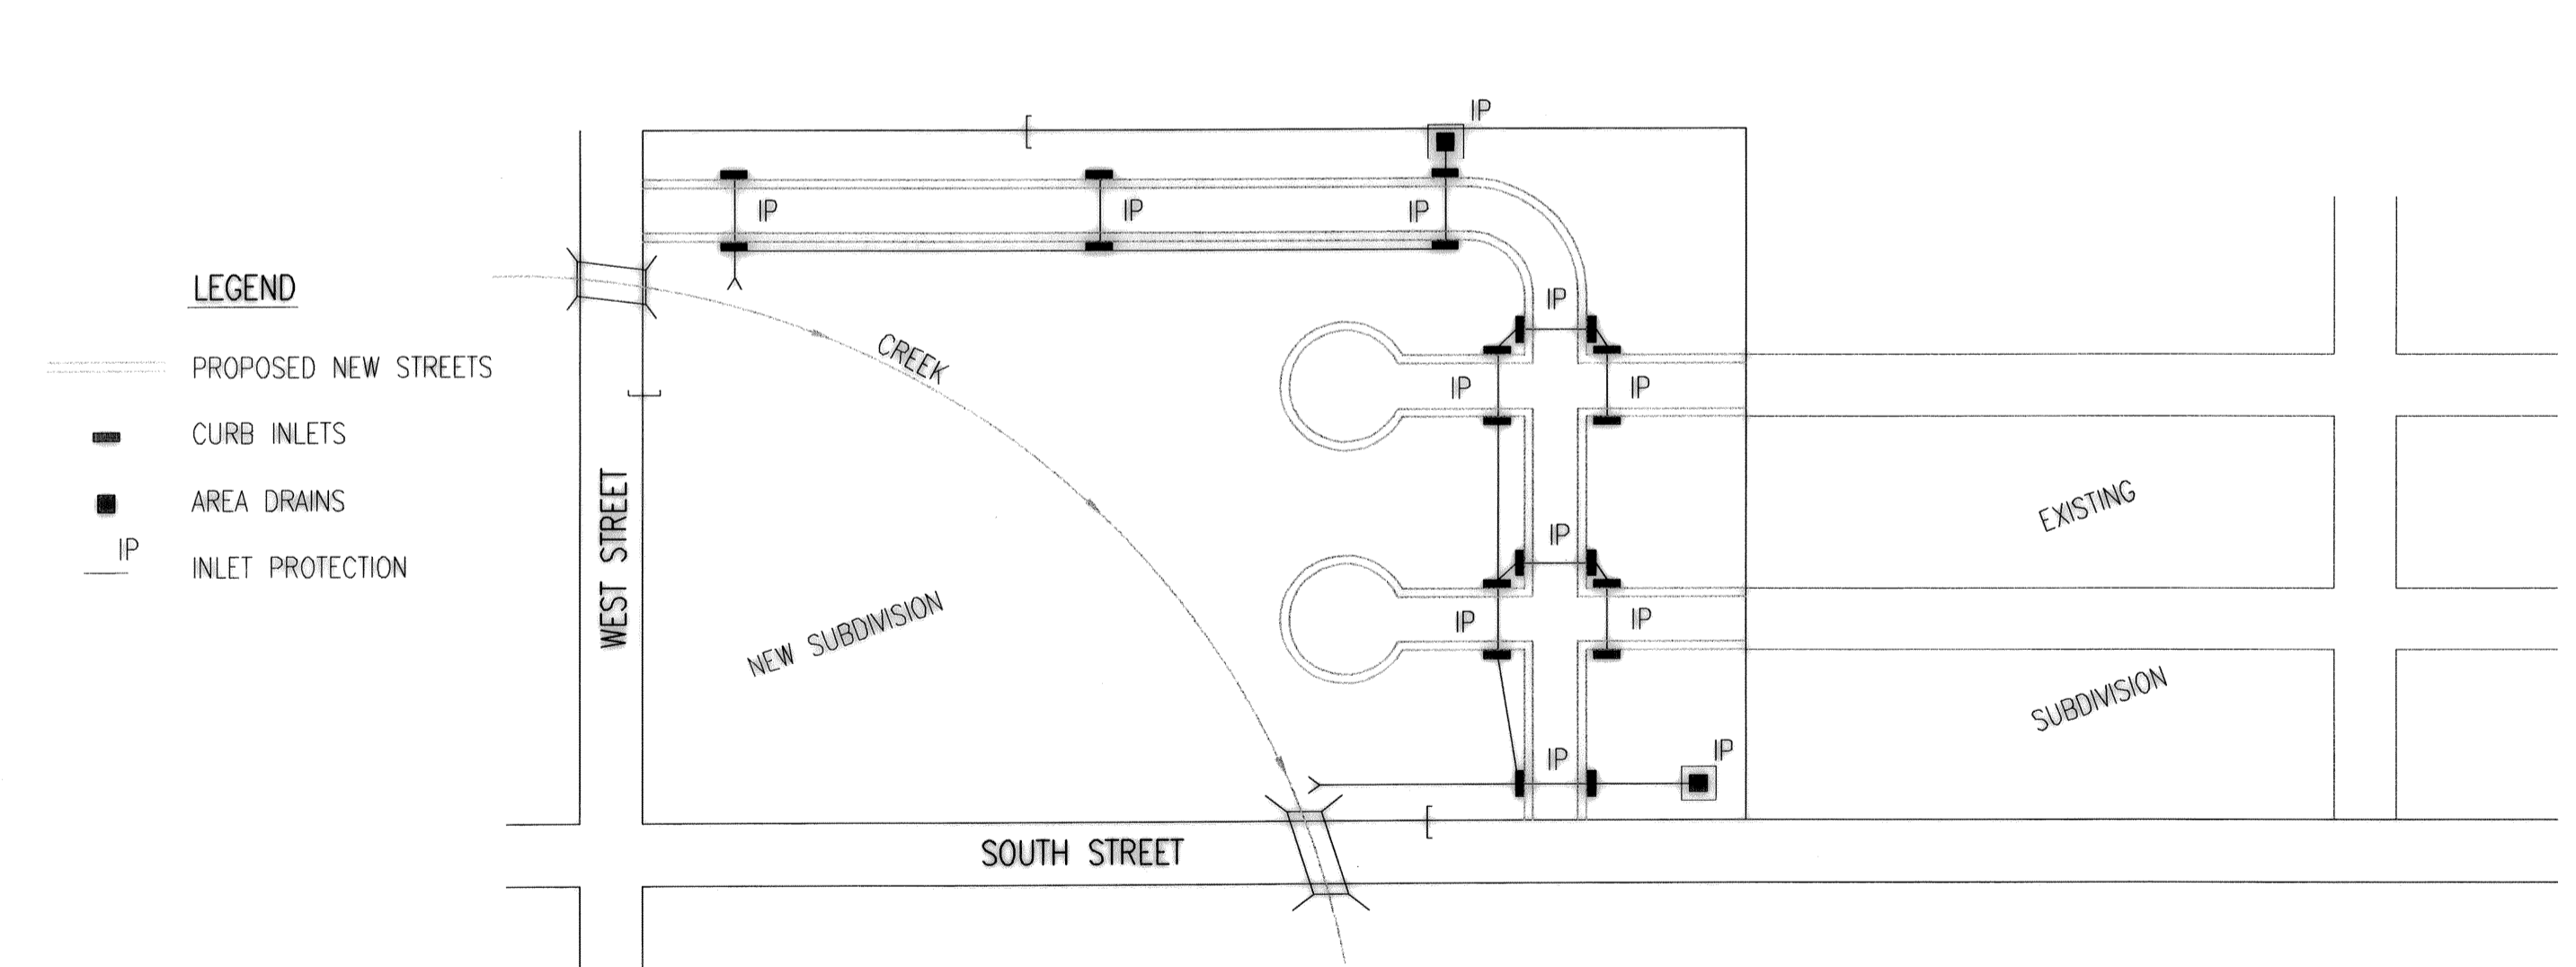 IP
IP
IP
IP
LEGEND
IP
PROPOSED NEW STREETS
CREEK
IP
IP
CURB INLETS
AREA DRAINS
EXISTING
IP
IP
INLET PROTECTION
WEST STREET
NEW SUBDIVISION
IP
IP
SUBDIVISION
IP
IP
SOUTH STREET